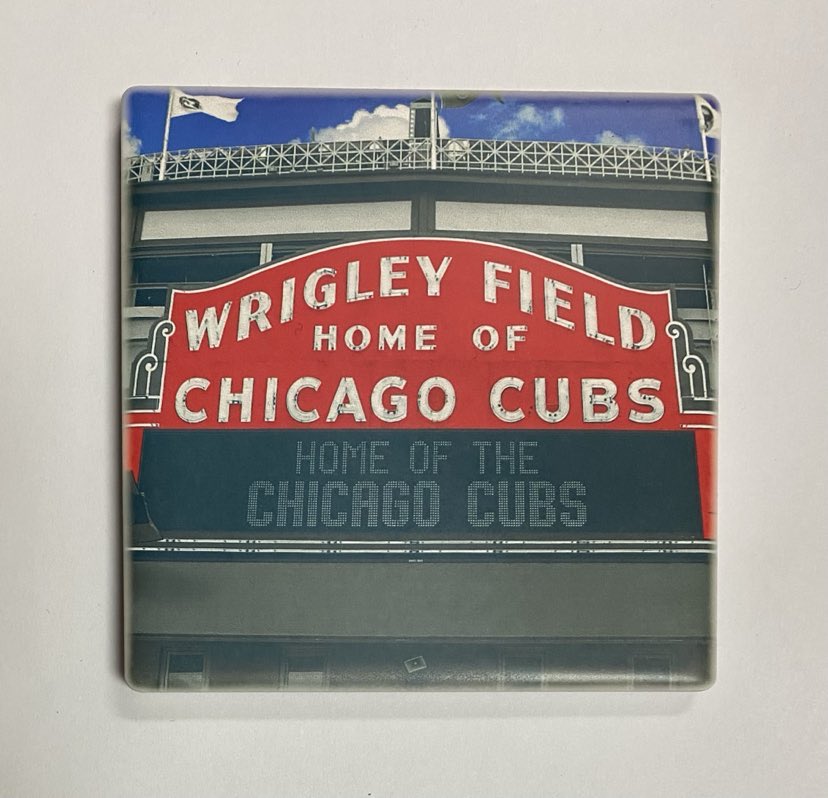 WRIGLEY FIELD
HOME OF
CHICAGO CUBS
HOME OF THE
CHICAGO CUBS